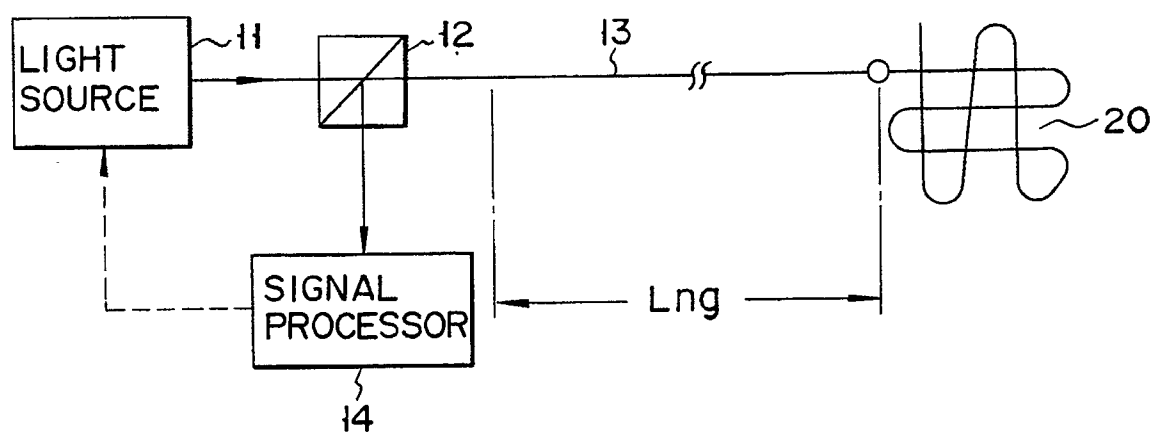 LIGHT
SOURCE
11
12
13
20
Lng
SIGNAL
PROCESSOR
14